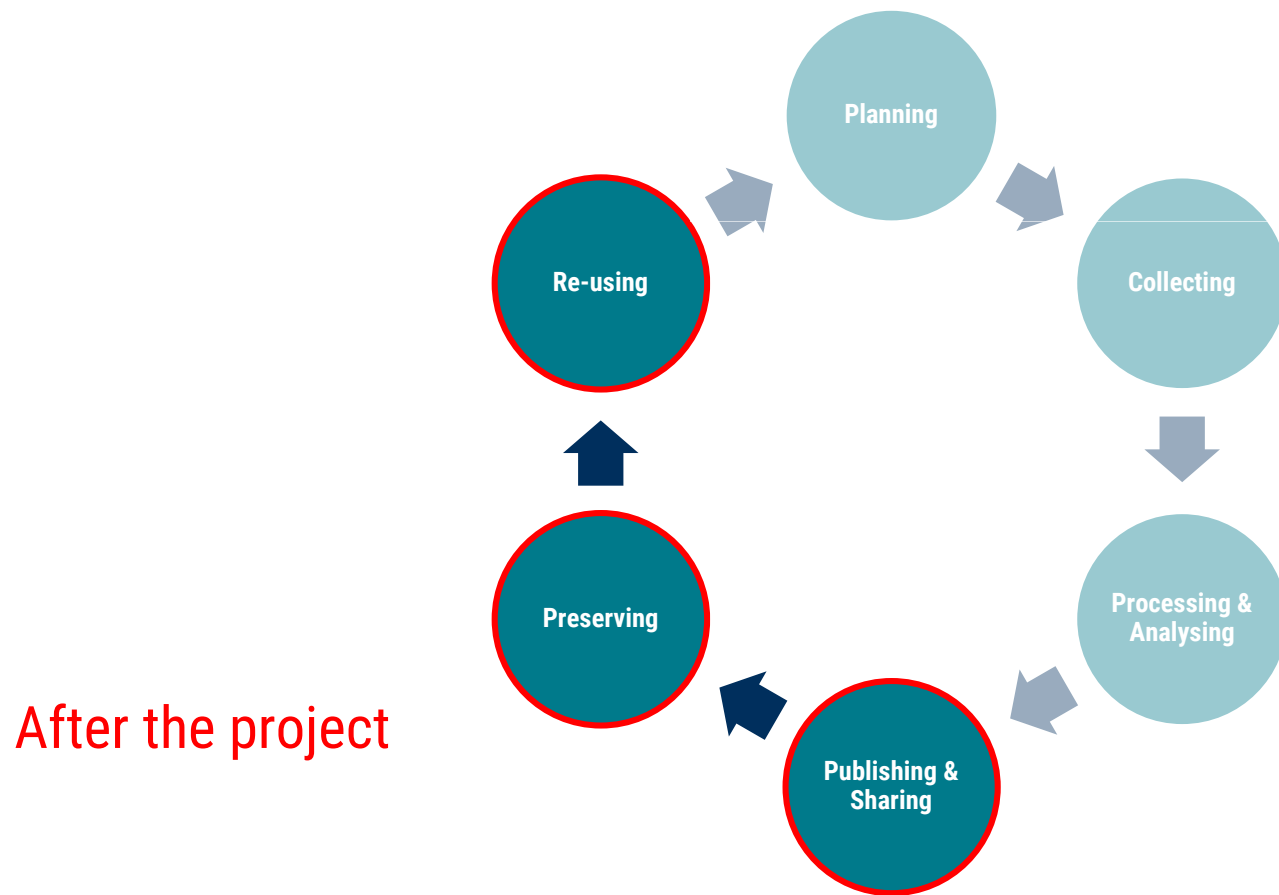 Planning
Re-using
Collecting
Preserving
Processing &
Analysing
After the project
Publishing &
Sharing